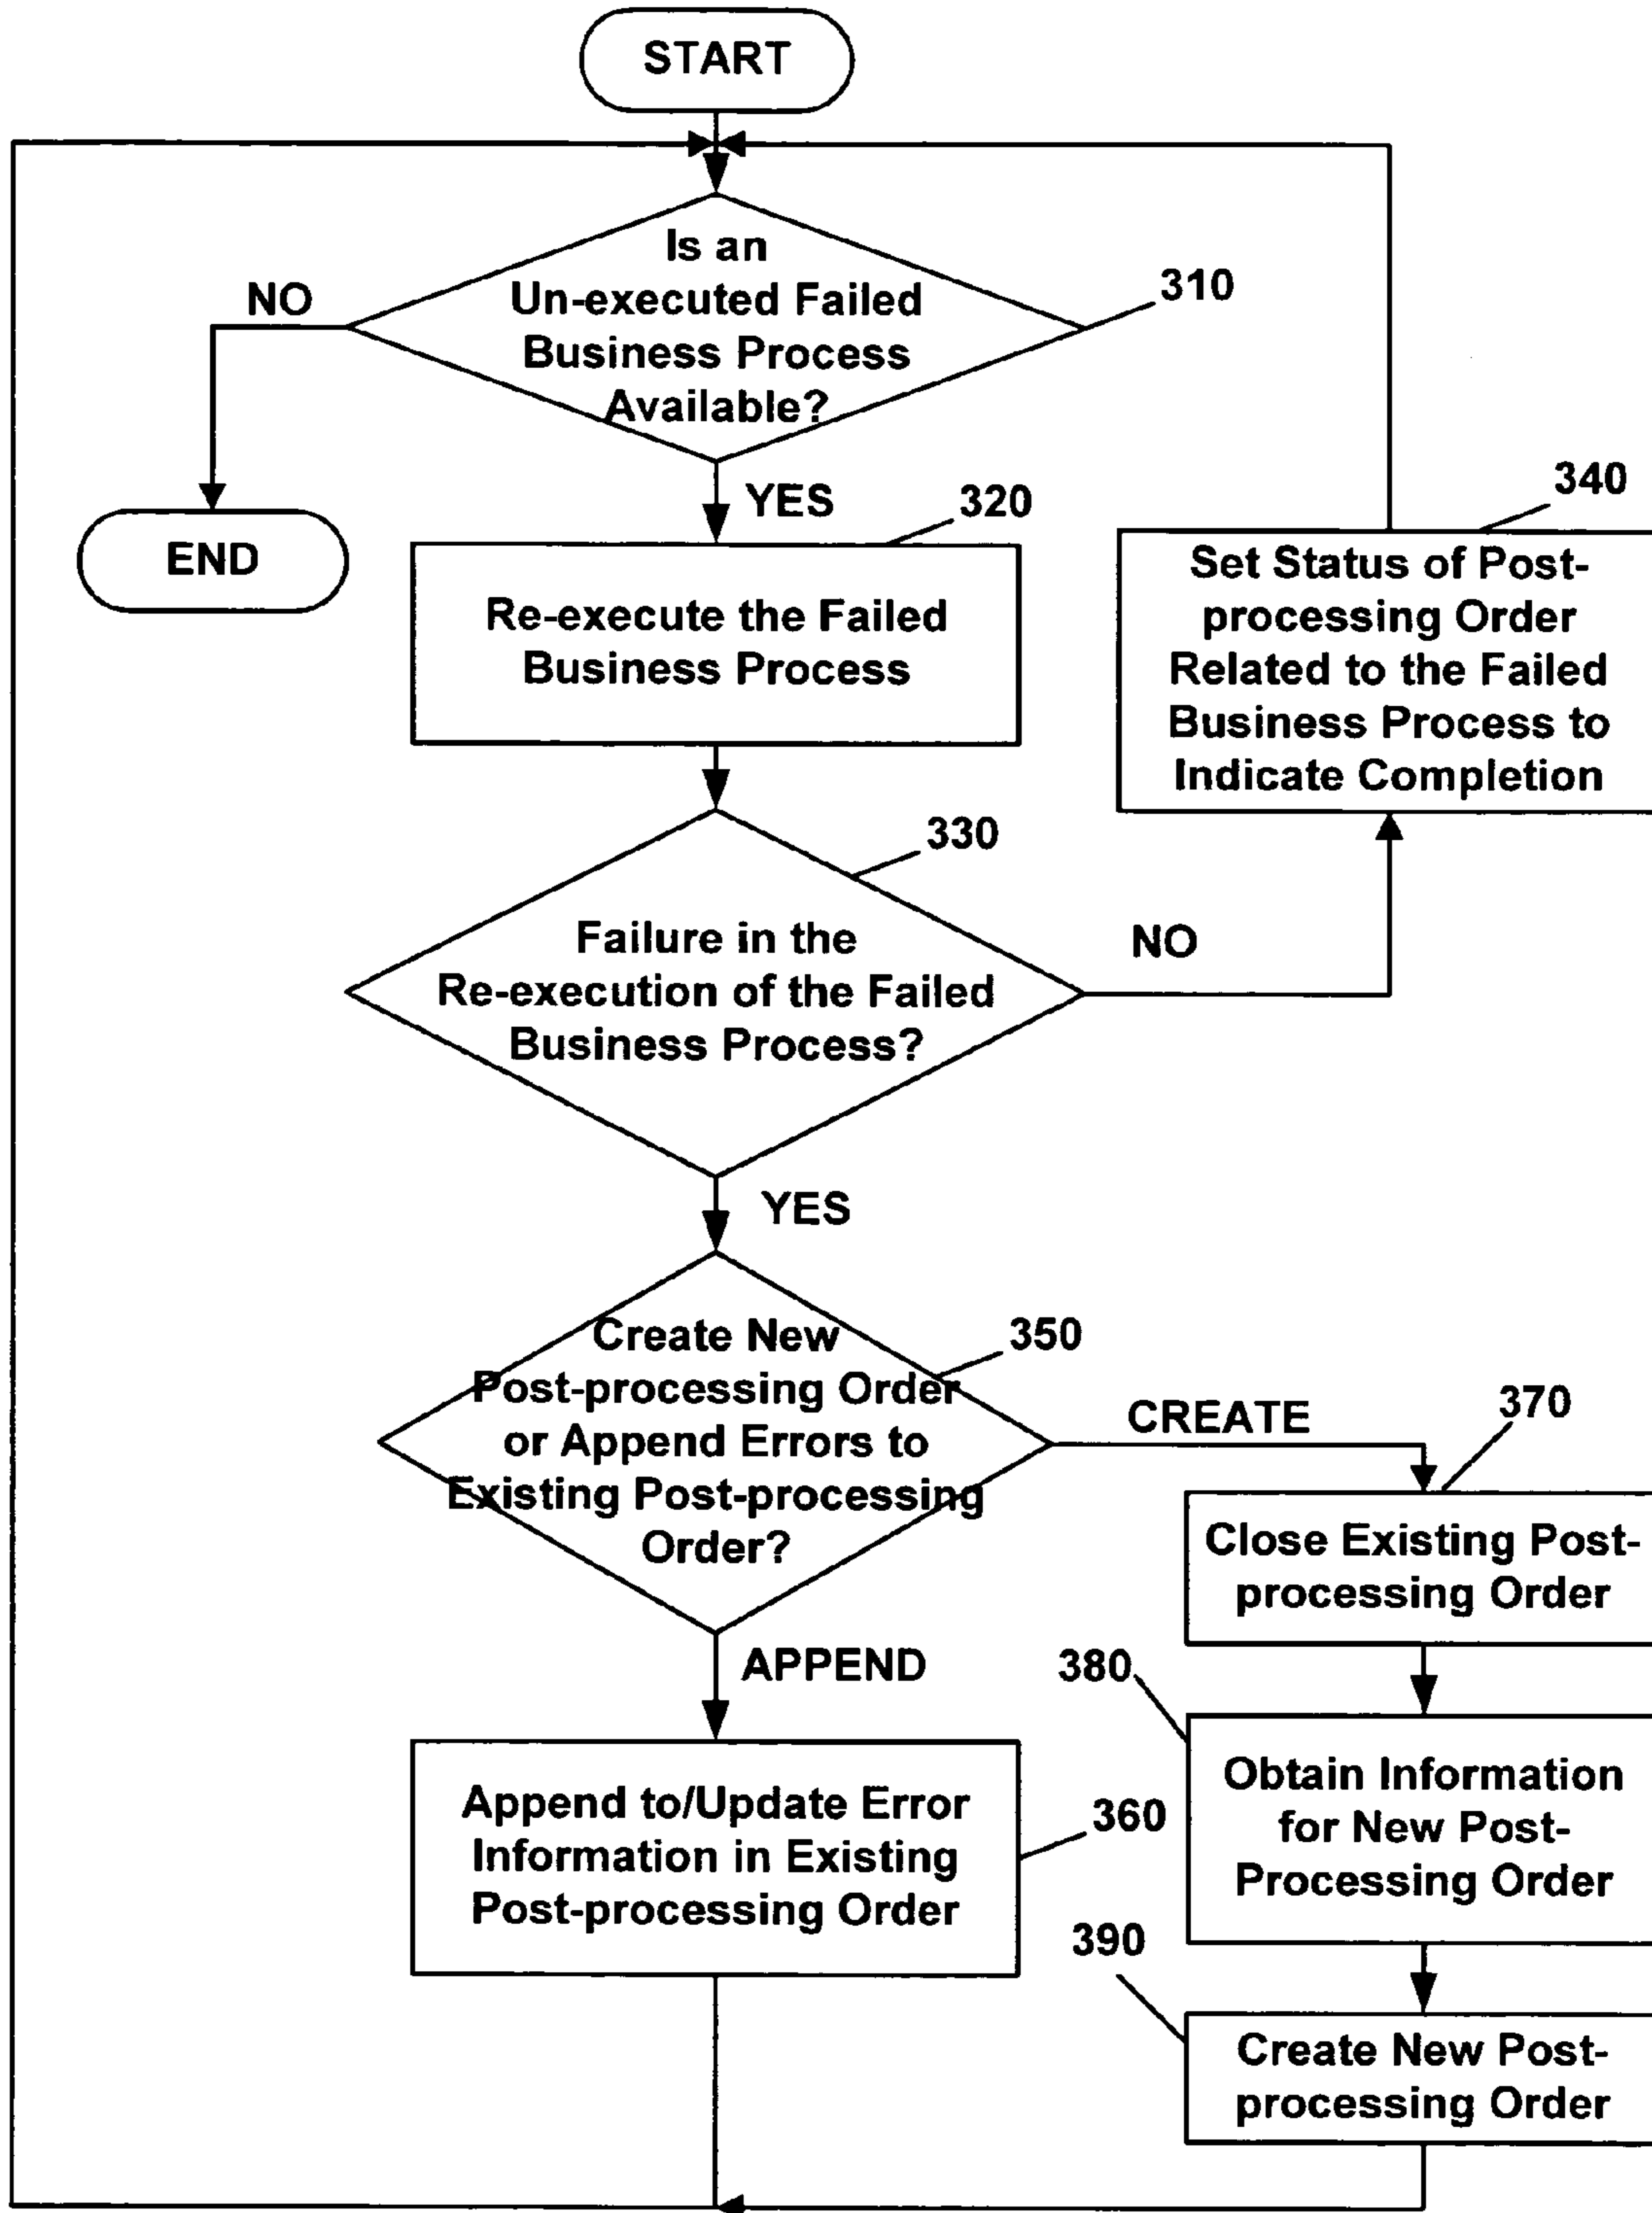 START
Is an
Un-executed Failed
Business Process
Available?
310
NO
END
YES
320
Re-execute the Failed
Business Process
340
Set Status of Post-
processing Order
Related to the Failed
Business Process to
Indicate Completion
330
Failure in the
Re-execution of the Failed
Business Process?
NO
YES
350
Create New
Post-processing Order
or Append Errors to
Existing Post-processing
Order?
CREATE
370
Close Existing Post-
processing Order
APPEND
380
Obtain Information
for New Post-
Processing Order
360
Append to/Update Error
Information in Existing
Post-processing Order
390
Create New Post-
processing Order